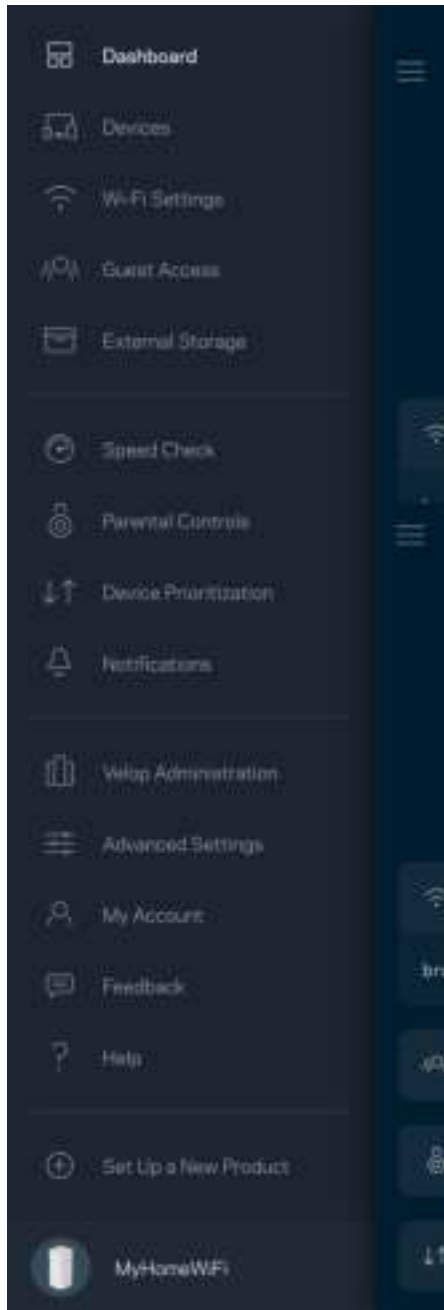 Dashboard
Devices
Wi-Fi Settings
Guest Access
External Storage
Speed Check
Parental Controls
Device Prioritization
Notifications
Velop Administration
Advanced Settings
My Account
Feedback
Help
Set Up a New Product
MyHomeWiFi